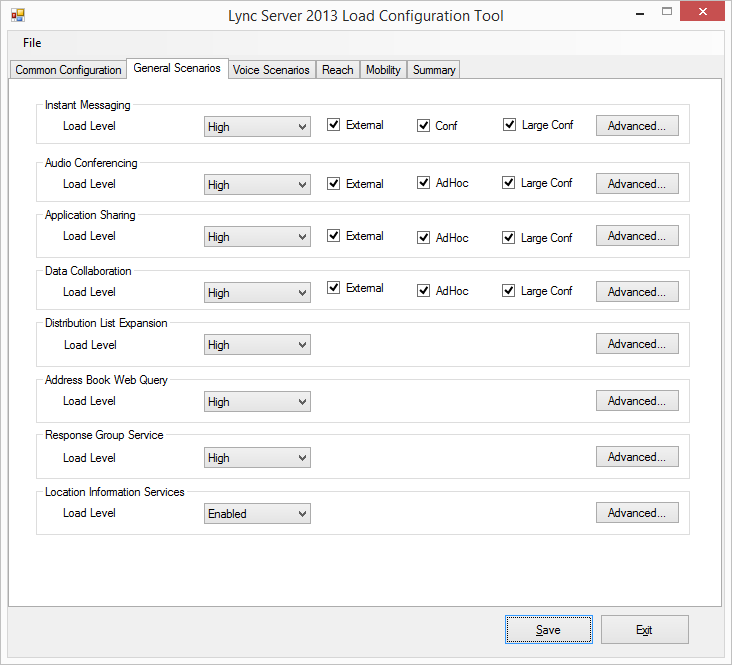 Lync Server 2013 Load Configuration Tool
File
Common Configuration General Scenarios Voice Scenarios Reach Mobility Summary
Instant Messaging
Load Level High External Conf Large Conf Advanced...
Audio Conferencing
Load Level High External AdHoc Large Conf Advanced...
Application Sharing
Load Level High External AdHoc Large Conf Advanced...
Data Collaboration
Load Level High External AdHoc Large Conf Advanced...
Distribution List Expansion
Load Level High Advanced...
Address Book Web Query
Load Level High Advanced...
Response Group Service
Load Level High Advanced...
Location Information Services
Load Level Enabled Advanced...
Save Exit